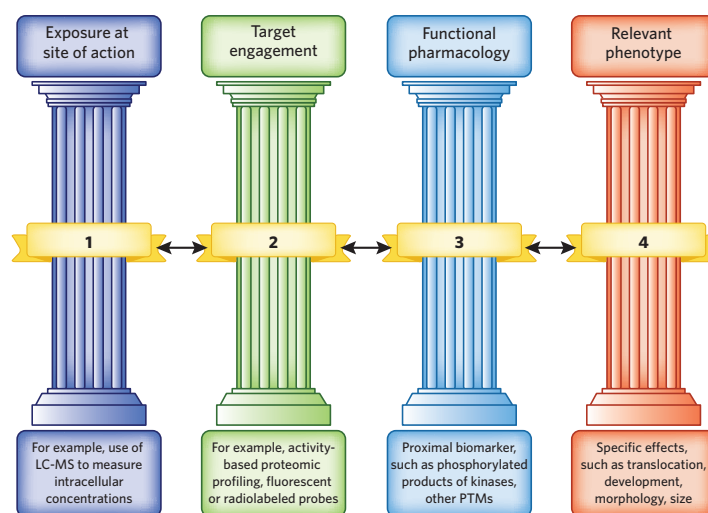 Exposure at
site of action
Target
engagement
Functional
pharmacology
Relevant
phenotype
1
2
3
4
For example, use of
LC-MS to measure
intracellular
concentrations
For example, activity-
based proteomic
profiling, fluorescent
or radiolabeled probes
Proximal biomarker,
such as phosphorylated
products of kinases,
other PTMs
Specific effects,
such as translocation,
development,
morphology, size